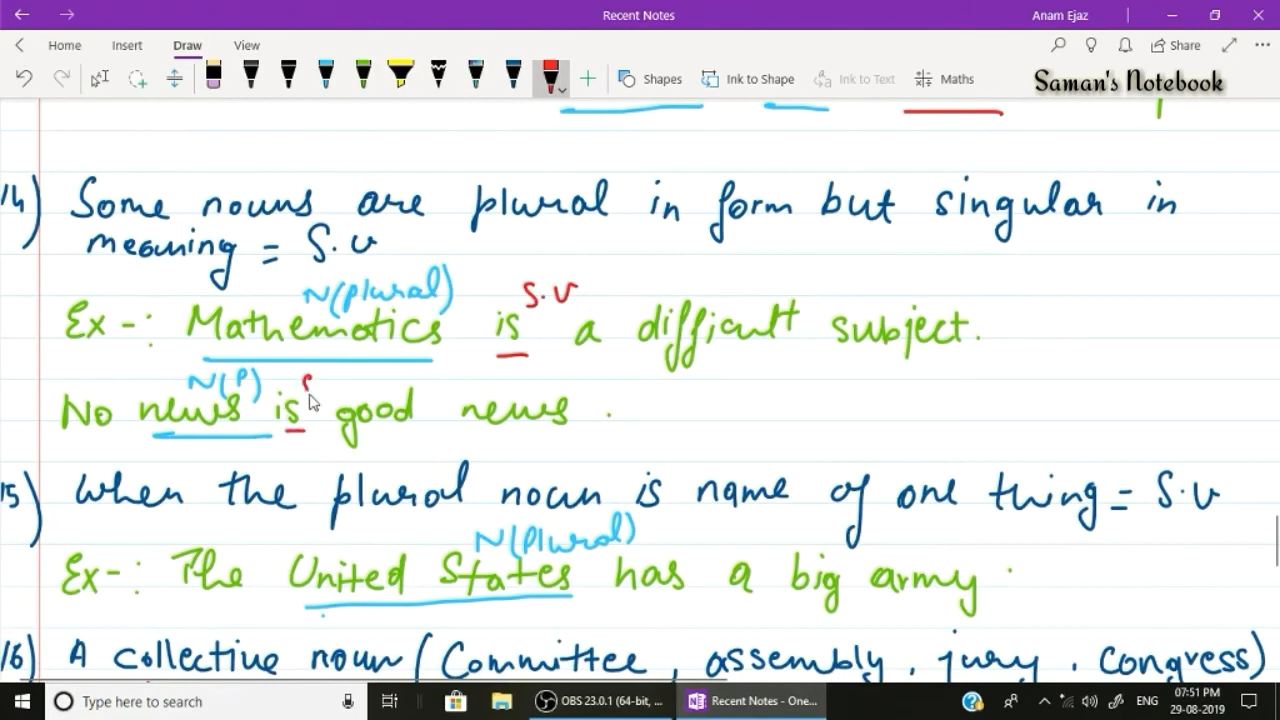 Recent Notes
Anam Ejaz
Home Insert Draw View
Share
Shapes Ink to Shape Ink to Text Maths
Saman's Notebook
14) Some nouns are plural in form but singular in
meaning = S.v
N(plural) S.v
Ex -: Mathematics is a difficult subject.
N(P)
No news is good news .
15) When the plural noun is name of one thing = S.v
N(plural)
Ex -: The United States has a big army .
16) A collective noun (Committee, assembly, jury, congress)
Type here to search
OBS 23.0.1 (64-bit, ...
Recent Notes - One...
ENG
07:51 PM
29-08-2019